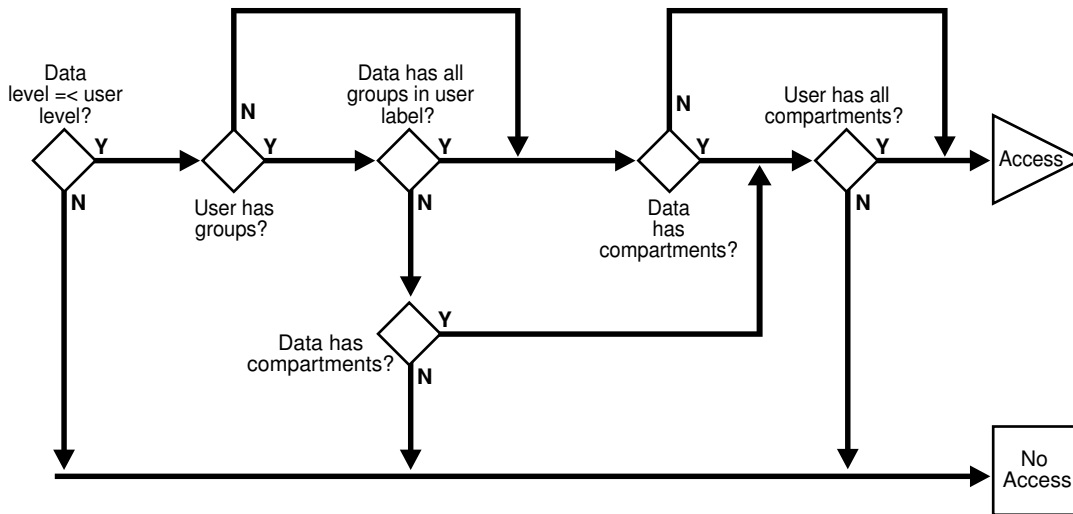 Data
level =< user
level?
Y
N
N
Y
User has
groups?
Data has all
groups in user
label?
Y
N
Data has
compartments?
Y
N
N
Y
Data
has
compartments?
User has all
compartments?
Y
N
Access
No
Access